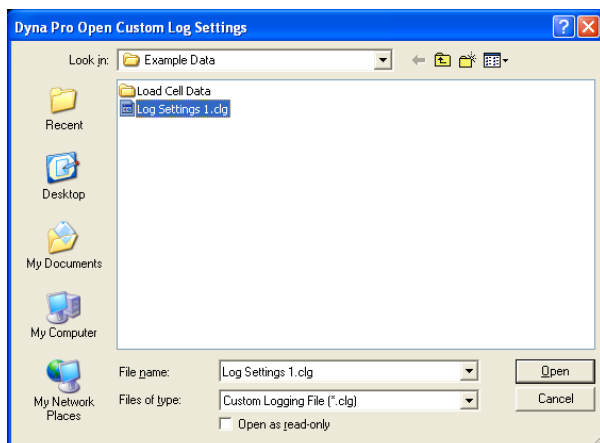 Dyna Pro Open Custom Log Settings
Look in: Example Data
Load Cell Data
Log Settings 1.clg
Recent
Desktop
My Documents
My Computer
My Network
Places
File name: Log Settings 1.clg Open
Files of type: Custom Logging File (*.clg) Cancel
Open as read-only